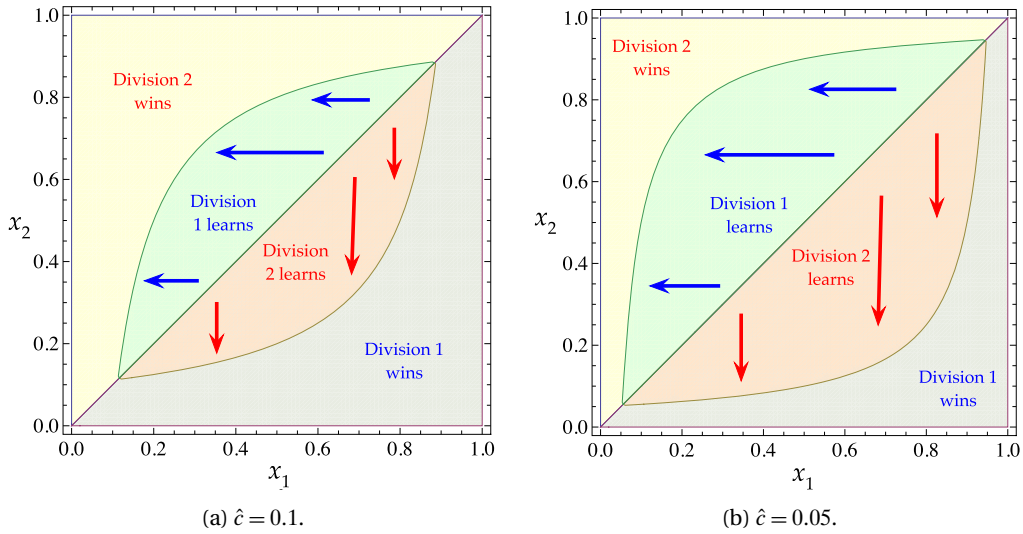 1.0
0.8
0.6
0.4
0.2
0.0
x2
Division 2
wins
Division
1 learns
Division
2 learns
Division 1
wins
0.0 0.2 0.4 0.6 0.8 1.0
x1
(a) ĉ = 0.1.
1.0
0.8
0.6
0.4
0.2
0.0
x2
Division 2
wins
Division 1
learns
Division 2
learns
Division 1
wins
0.0 0.2 0.4 0.6 0.8 1.0
x1
(b) ĉ = 0.05.